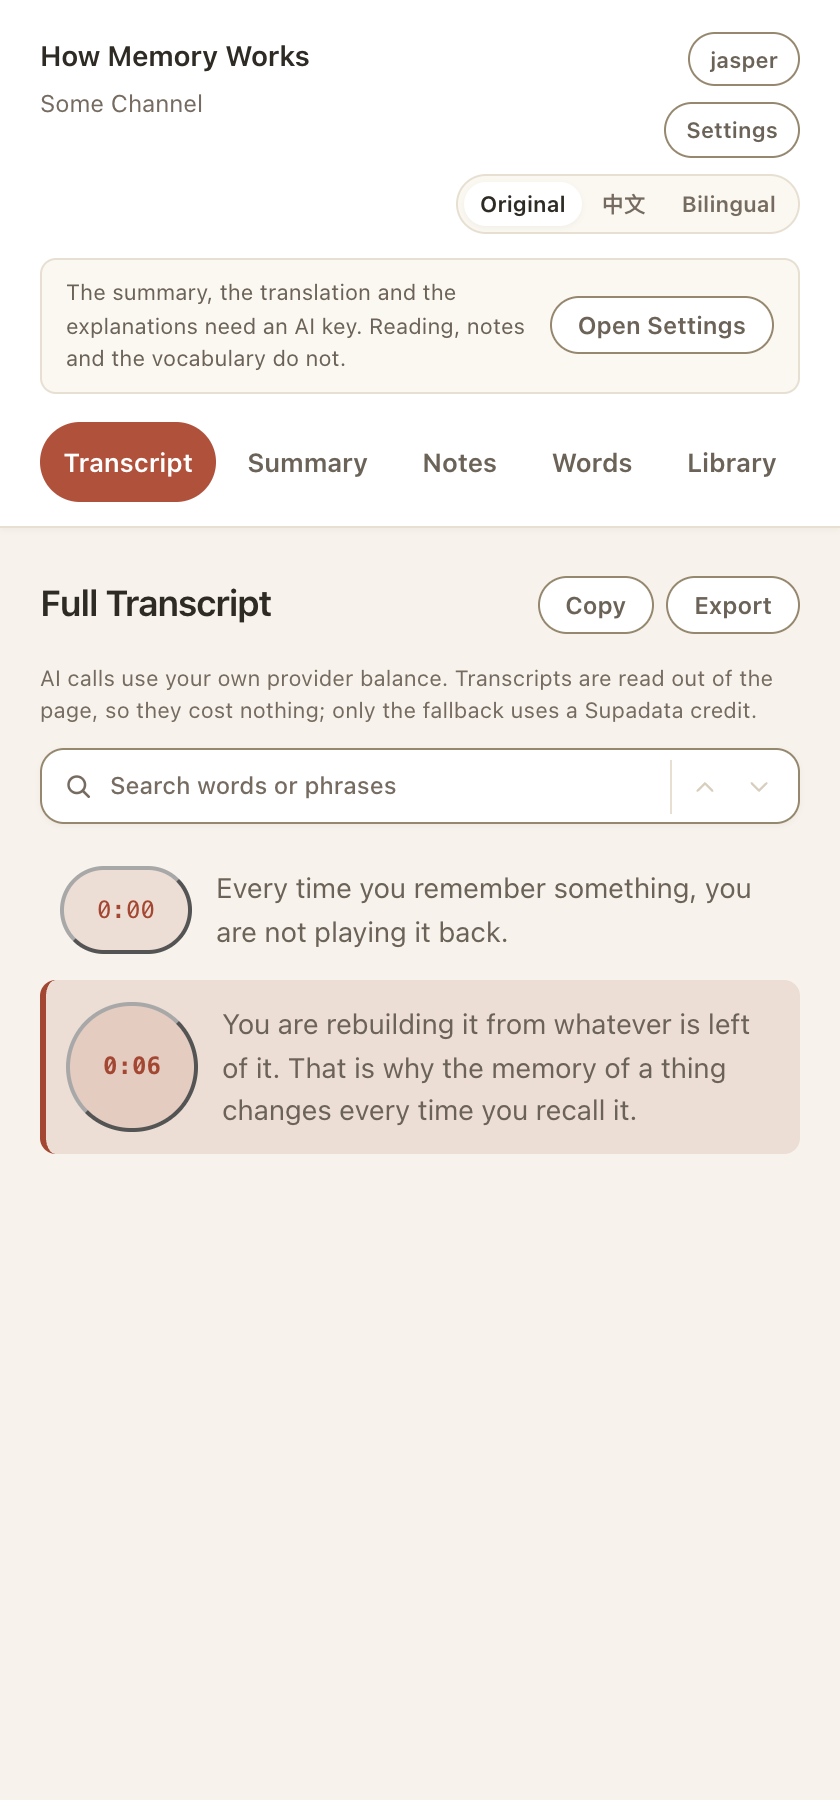 How Memory Works
Some Channel
jasper
Settings
Original 中文 Bilingual
The summary, the translation and the
explanations need an AI key. Reading, notes
and the vocabulary do not.
Open Settings
Transcript Summary Notes Words Library
Full Transcript
Copy Export
AI calls use your own provider balance. Transcripts are read out of the
page, so they cost nothing; only the fallback uses a Supadata credit.
Search words or phrases
0:00
Every time you remember something, you
are not playing it back.
0:06
You are rebuilding it from whatever is left
of it. That is why the memory of a thing
changes every time you recall it.